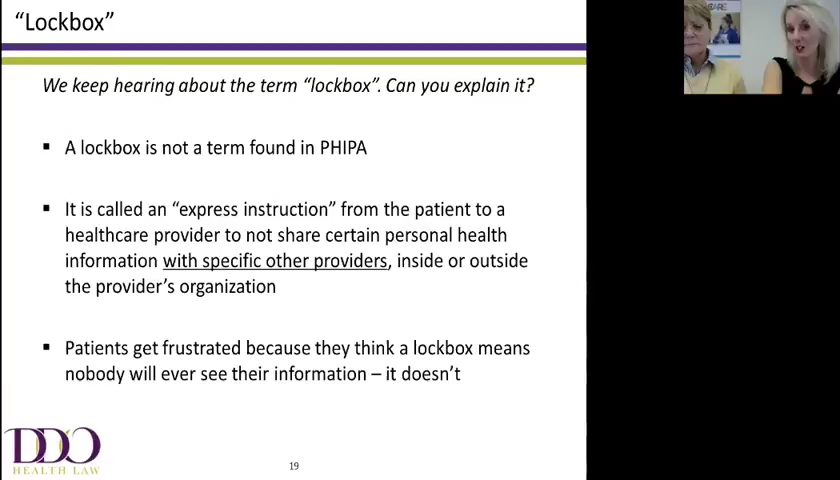 “Lockbox”
We keep hearing about the term “lockbox”. Can you explain it?
▪ A lockbox is not a term found in PHIPA
▪ It is called an “express instruction” from the patient to a
healthcare provider to not share certain personal health
information with specific other providers, inside or outside
the provider’s organization
▪ Patients get frustrated because they think a lockbox means
nobody will ever see their information – it doesn’t
DDO
HEALTH LAW
19